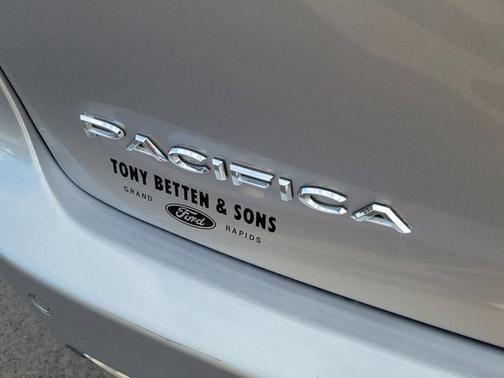 PACIFICA
TONY BETTEN & SONS
GRAND Ford RAPIDS